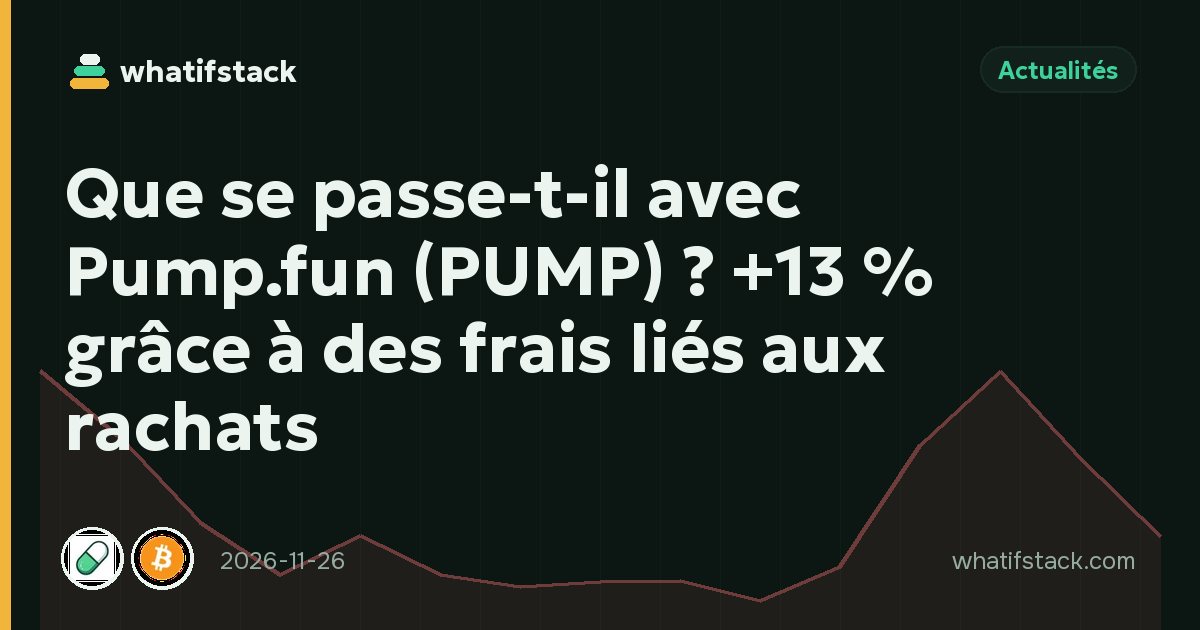 whatifstack
Actualités
Que se passe-t-il avec
Pump.fun (PUMP) ? +13 %
grâce à des frais liés aux
rachats
2026-11-26
whatifstack.com